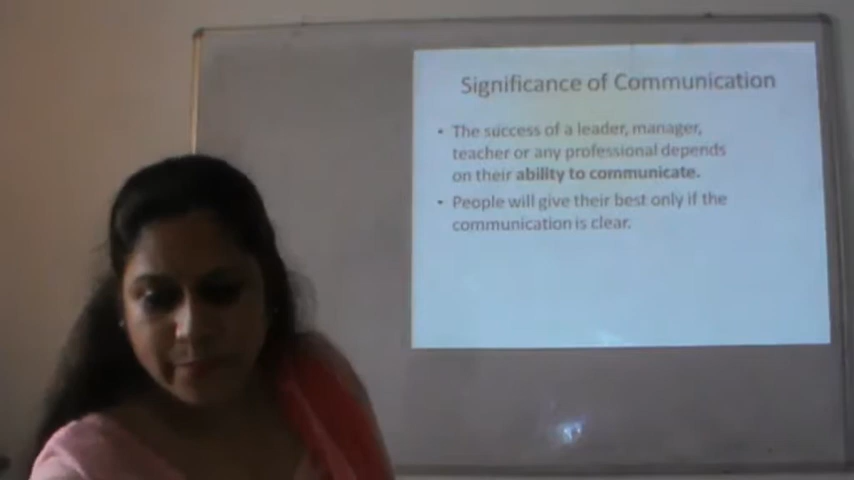 Significance of Communication
• The success of a leader, manager,
teacher or any professional depends
on their ability to communicate.
• People will give their best only if the
communication is clear.